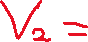 V₂ =